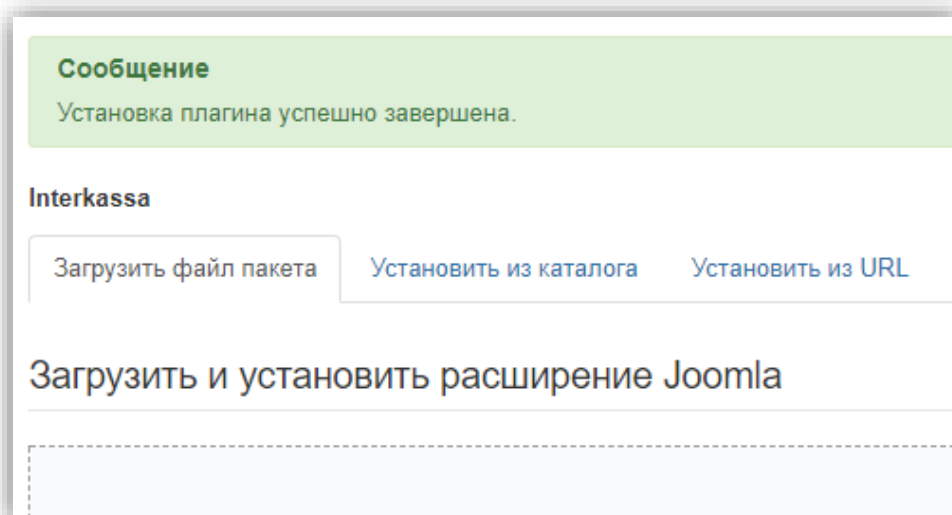 Сообщение
Установка плагина успешно завершена.
Interkassa
Загрузить файл пакета Установить из каталога Установить из URL
Загрузить и установить расширение Joomla